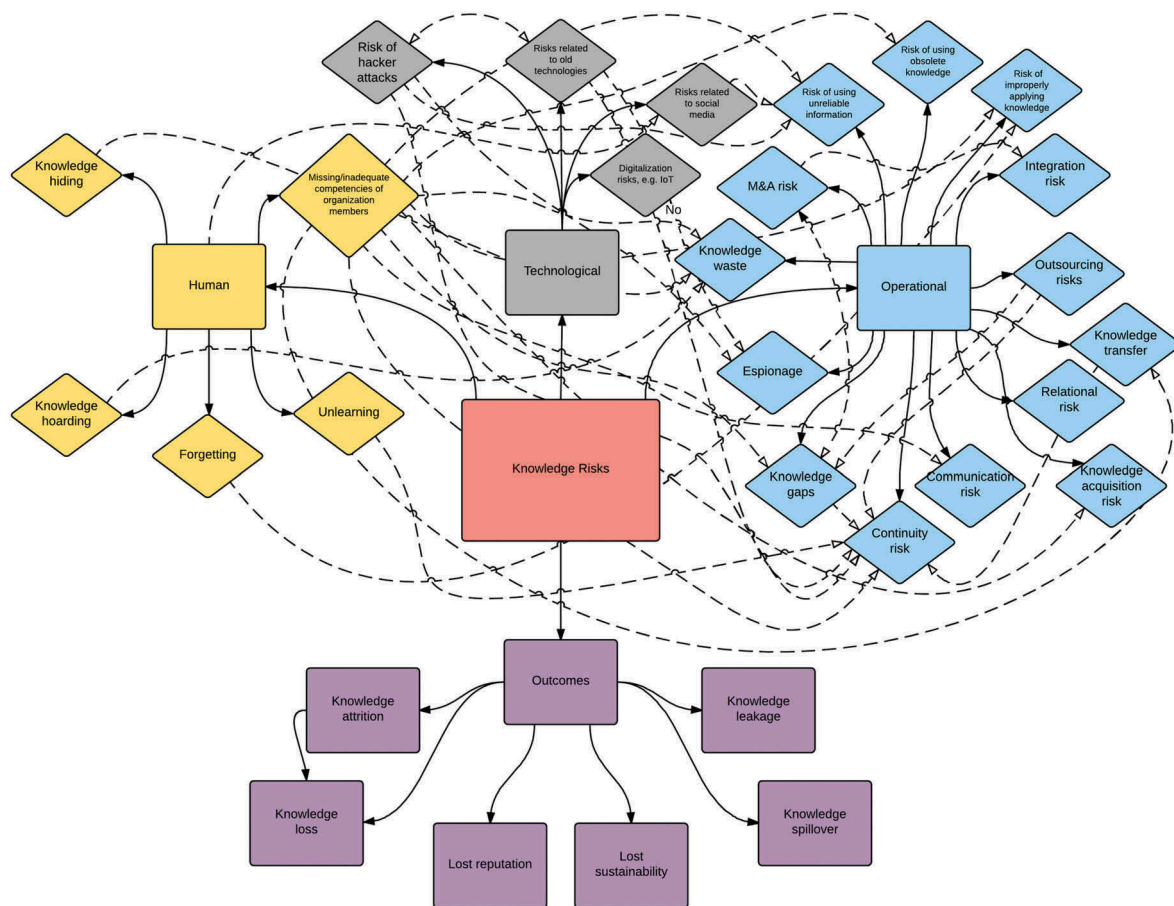 Risk of
hacker
attacks
Risks related
to old
technologies
Risks related
to social
media
Risk of using
unreliable
information
Risk of using
obsolete
knowledge
Risk of
improperly
applying
knowledge
Knowledge
hiding
Missing/inadequate
competencies of
organization
members
Digitalization
risks, e.g. IoT
No
M&A risk
Integration
risk
Human
Technological
Knowledge
waste
Operational
Outsourcing
risks
Knowledge
transfer
Espionage
Relational
risk
Knowledge
hoarding
Unlearning
Forgetting
Knowledge Risks
Knowledge
gaps
Communication
risk
Knowledge
acquisition risk
Continuity
risk
Outcomes
Knowledge
attrition
Knowledge
leakage
Knowledge
loss
Lost reputation
Lost
sustainability
Knowledge
spillover